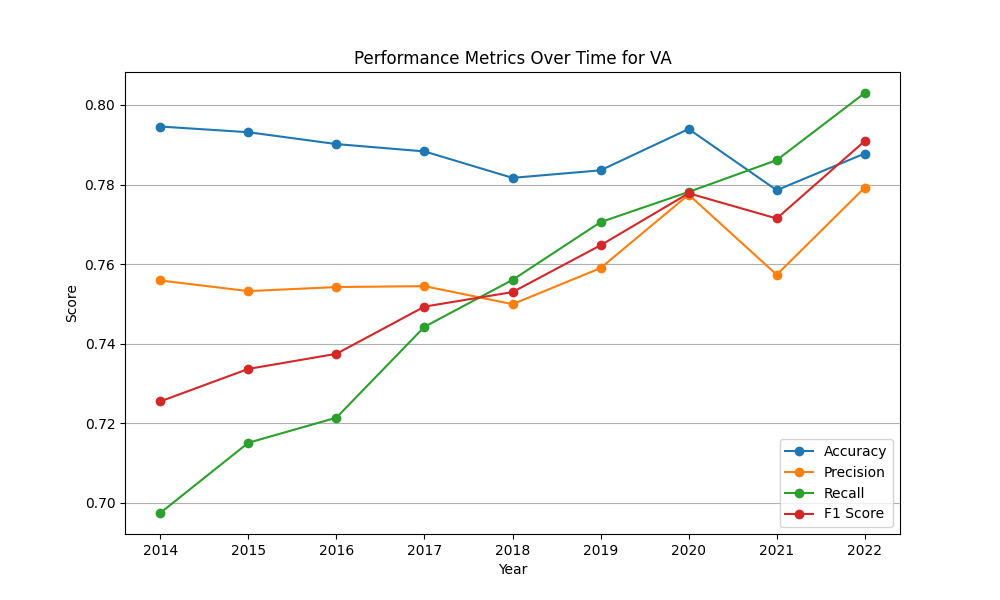 Performance Metrics Over Time for VA
Score
0.80
0.78
0.76
0.74
0.72
0.70
2014 2015 2016 2017 2018 2019 2020 2021 2022
Year
Accuracy
Precision
Recall
F1 Score